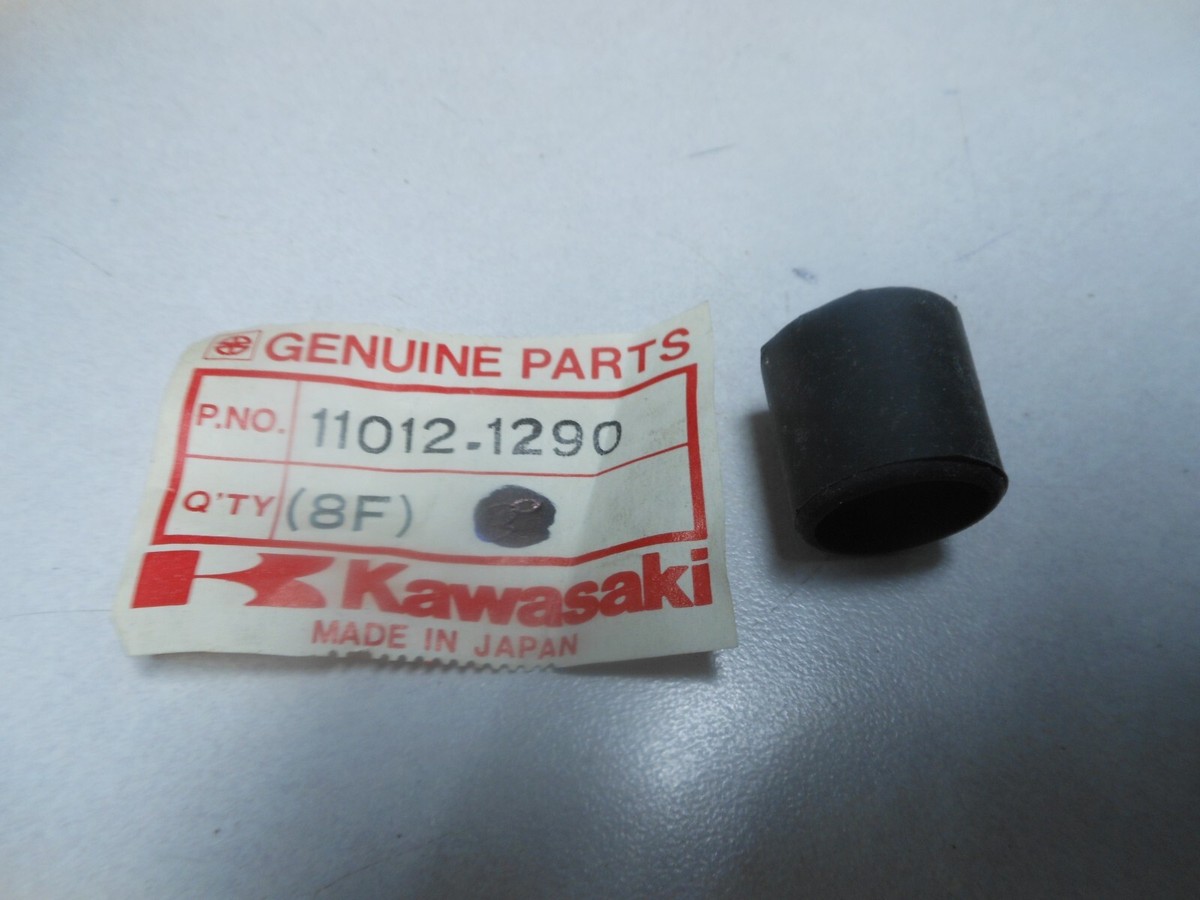 GENUINE PARTS
P.NO. 11012-1290
Q'TY (8F)
Kawasaki
MADE IN JAPAN